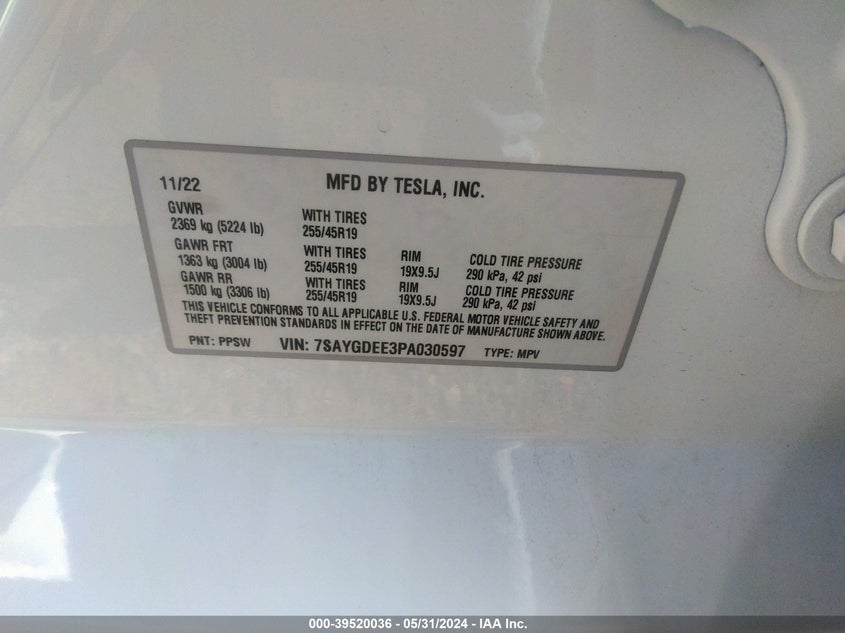 11/22 MFD BY TESLA, INC.
GVWR
2369 kg (5224 lb) WITH TIRES 255/45R19
GAWR FRT
1363 kg (3004 lb) WITH TIRES 255/45R19 RIM 19X9.5J COLD TIRE PRESSURE 290 kPa, 42 psi
GAWR RR
1500 kg (3306 lb) WITH TIRES 255/45R19 RIM 19X9.5J COLD TIRE PRESSURE 290 kPa, 42 psi
THIS VEHICLE CONFORMS TO ALL APPLICABLE U.S. FEDERAL MOTOR VEHICLE SAFETY AND
THEFT PREVENTION STANDARDS IN EFFECT ON THE DATE OF MANUFACTURE SHOWN ABOVE.
PNT: PPSW VIN: 7SAYGDEE3PA030597 TYPE: MPV
000-39520036 - 05/31/2024 - IAA Inc.